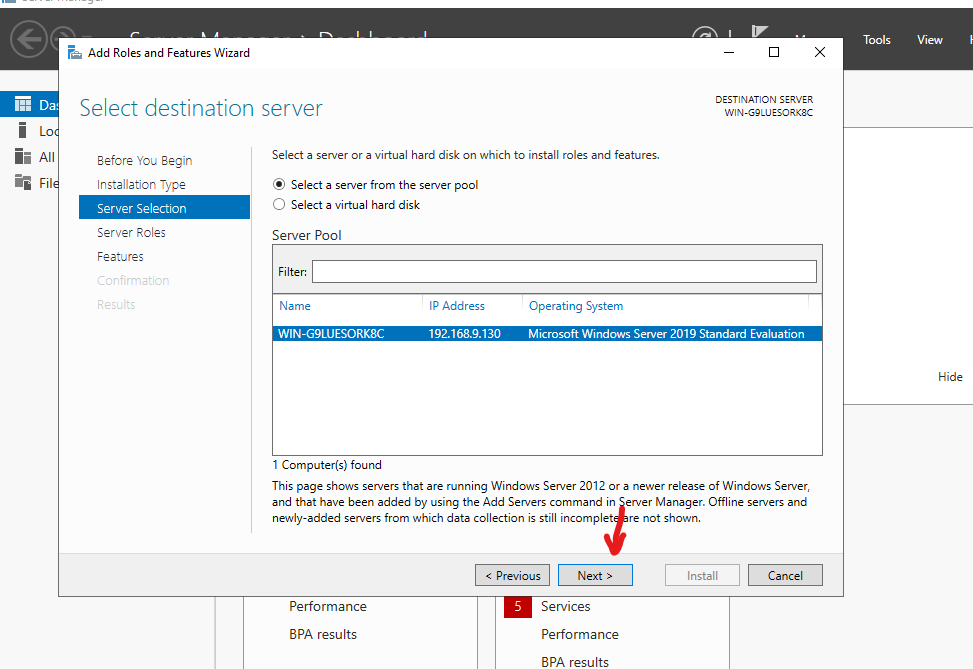 Add Roles and Features Wizard
Tools
View
Select destination server
DESTINATION SERVER
WIN-G9LUESORK8C
Before You Begin
Installation Type
Server Selection
Server Roles
Features
Confirmation
Results
Select a server or a virtual hard disk on which to install roles and features.
Select a server from the server pool
Select a virtual hard disk
Server Pool
Filter:
Name IP Address Operating System
WIN-G9LUESORK8C 192.168.9.130 Microsoft Windows Server 2019 Standard Evaluation
1 Computer(s) found
This page shows servers that are running Windows Server 2012 or a newer release of Windows Server,
and that have been added by using the Add Servers command in Server Manager. Offline servers and
newly-added servers from which data collection is still incomplete are not shown.
< Previous
Next >
Install
Cancel
Hide
All
Performance
BPA results
5 Services
Performance
BPA results